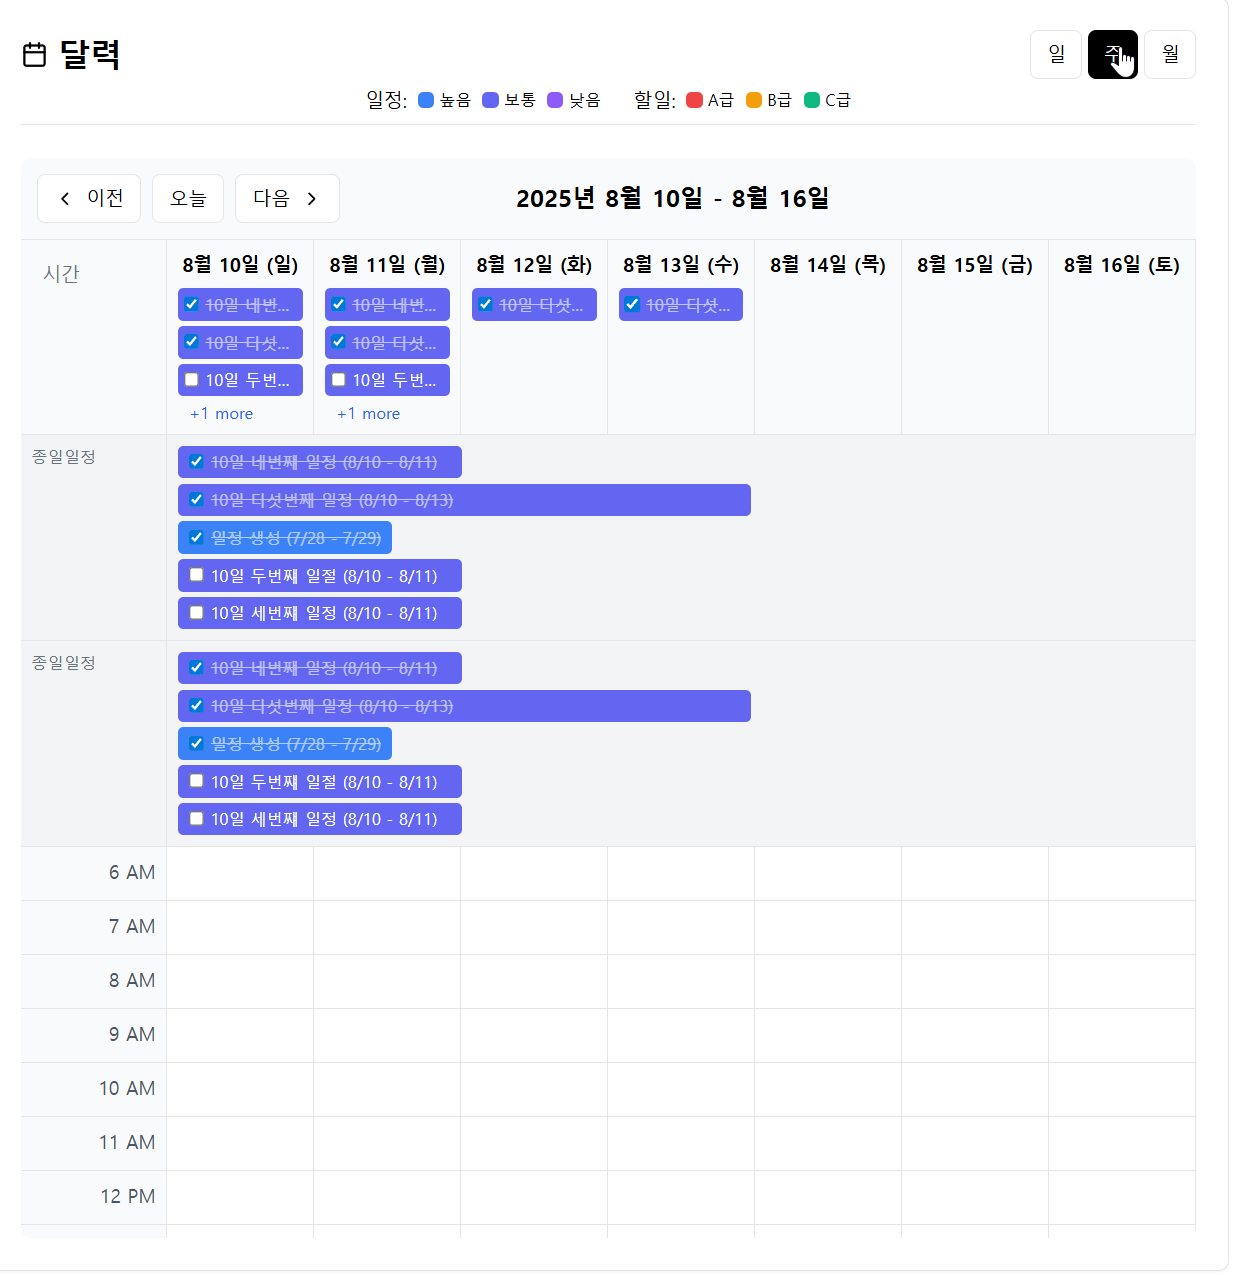 달력
일 주 월
일정: 높음 보통 낮음 할일: A급 B급 C급
이전 오늘 다음 2025년 8월 10일 - 8월 16일
시간 8월 10일 (일) 8월 11일 (월) 8월 12일 (화) 8월 13일 (수) 8월 14일 (목) 8월 15일 (금) 8월 16일 (토)
10일 네번... 10일 네번... 10일 다섯... 10일 다섯...
10일 다섯... 10일 다섯...
10일 두번... 10일 두번...
+1 more +1 more
종일일정 10일 네번째 일정 (8/10 - 8/11)
10일 다섯번째 일정 (8/10 - 8/13)
일정 생성 (7/28 - 7/29)
10일 두번째 일절 (8/10 - 8/11)
10일 세번째 일정 (8/10 - 8/11)
종일일정 10일 네번째 일정 (8/10 - 8/11)
10일 다섯번째 일정 (8/10 - 8/13)
일정 생성 (7/28 - 7/29)
10일 두번째 일절 (8/10 - 8/11)
10일 세번째 일정 (8/10 - 8/11)
6 AM
7 AM
8 AM
9 AM
10 AM
11 AM
12 PM